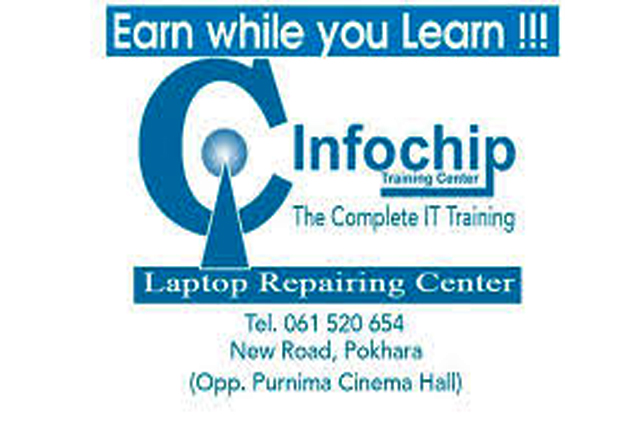 Earn while you Learn !!!
Infochip
Training Center
The Complete IT Training
Laptop Repairing Center
Tel. 061 520 654
New Road, Pokhara
(Opp. Purnima Cinema Hall)